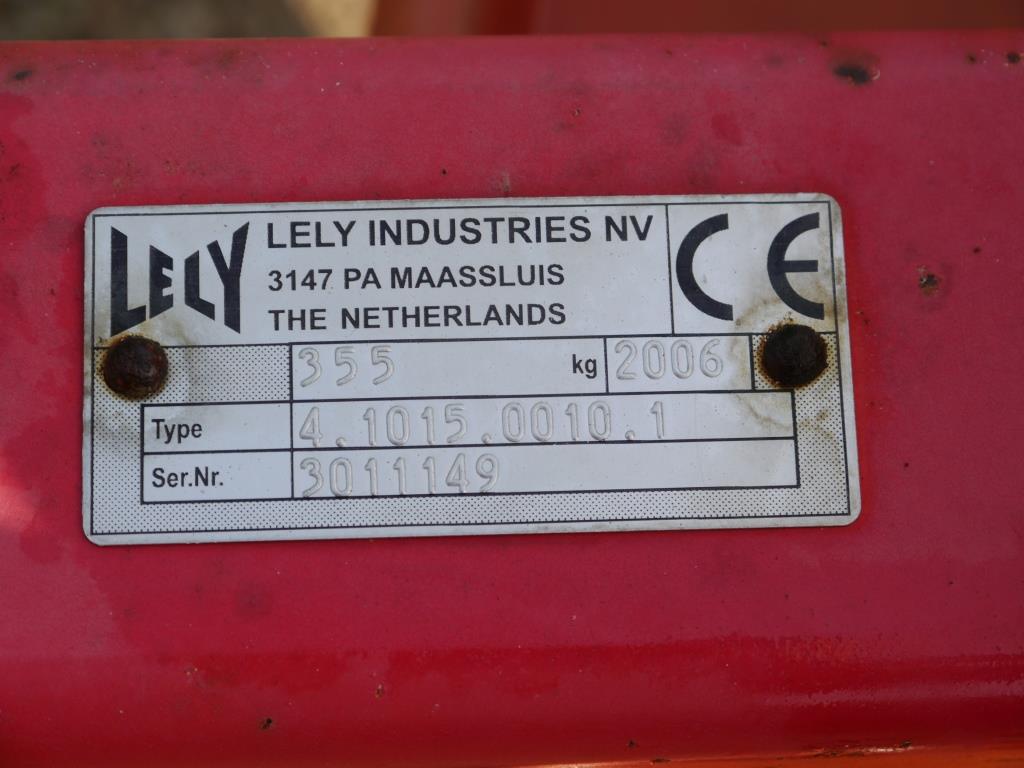 LELY
LELY INDUSTRIES NV
3147 PA MAASSLUIS
THE NETHERLANDS
CE
355 kg 2006
Type 4.1015.0010.1
Ser.Nr. 3011149